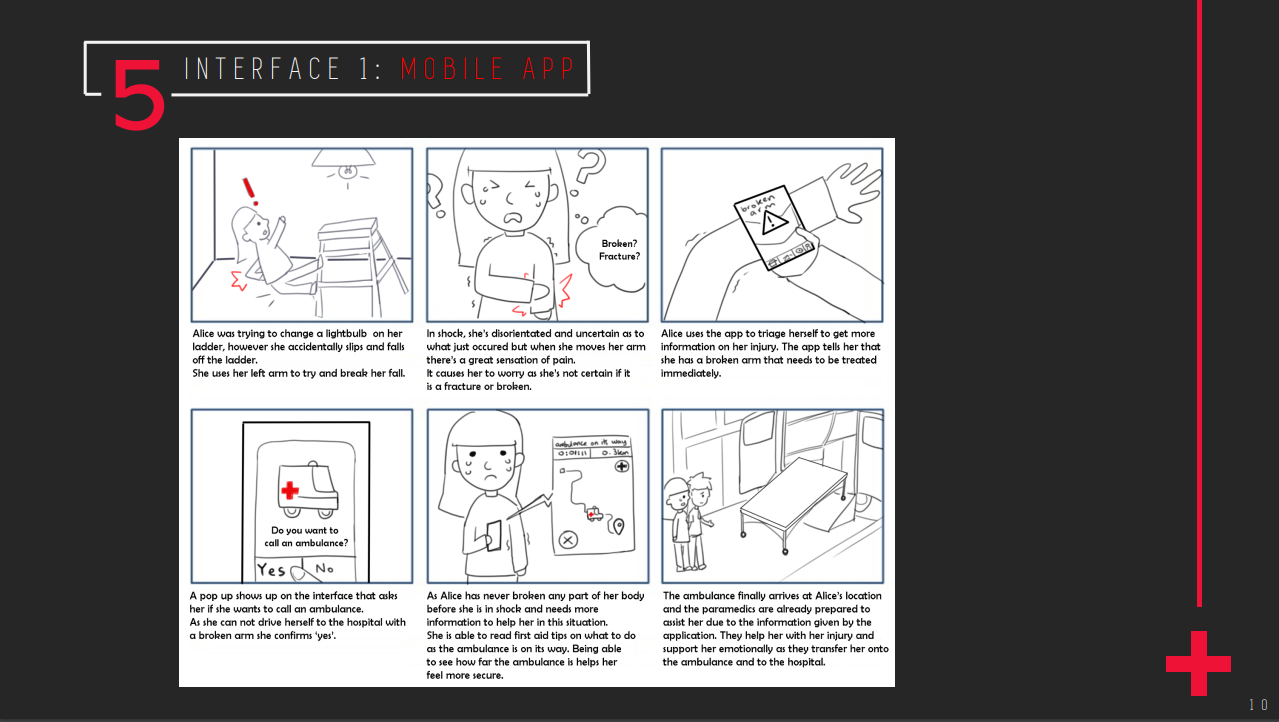 5
INTERFACE 1: MOBILE APP
!
? ?
Broken?
Fracture?
broken
arm
!
Alice was trying to change a lightbulb on her
ladder, however she accidentally slips and falls
off the ladder.
She uses her left arm to try and break her fall.
In shock, she's disorientated and uncertain as to
what just occured but when she moves her arm
there's a great sensation of pain.
It causes her to worry as she's not certain if it
is a fracture or broken.
Alice uses the app to triage herself to get more
information on her injury. The app tells her that
she has a broken arm that needs to be treated
immediately.
Do you want to
call an ambulance?
Yes No
ambulance on its way
0.3km
A pop up shows up on the interface that asks
her if she wants to call an ambulance.
As she can not drive herself to the hospital with
a broken arm she confirms 'yes'.
As Alice has never broken any part of her body
before she is in shock and needs more
information to help her in this situation.
She is able to read first aid tips on what to do
as the ambulance is on its way. Being able
to see how far the ambulance is helps her
feel more secure.
The ambulance finally arrives at Alice's location
and the paramedics are already prepared to
assist her due to the information given by the
application. They help her with her injury and
support her emotionally as they transfer her onto
the ambulance and to the hospital.
10